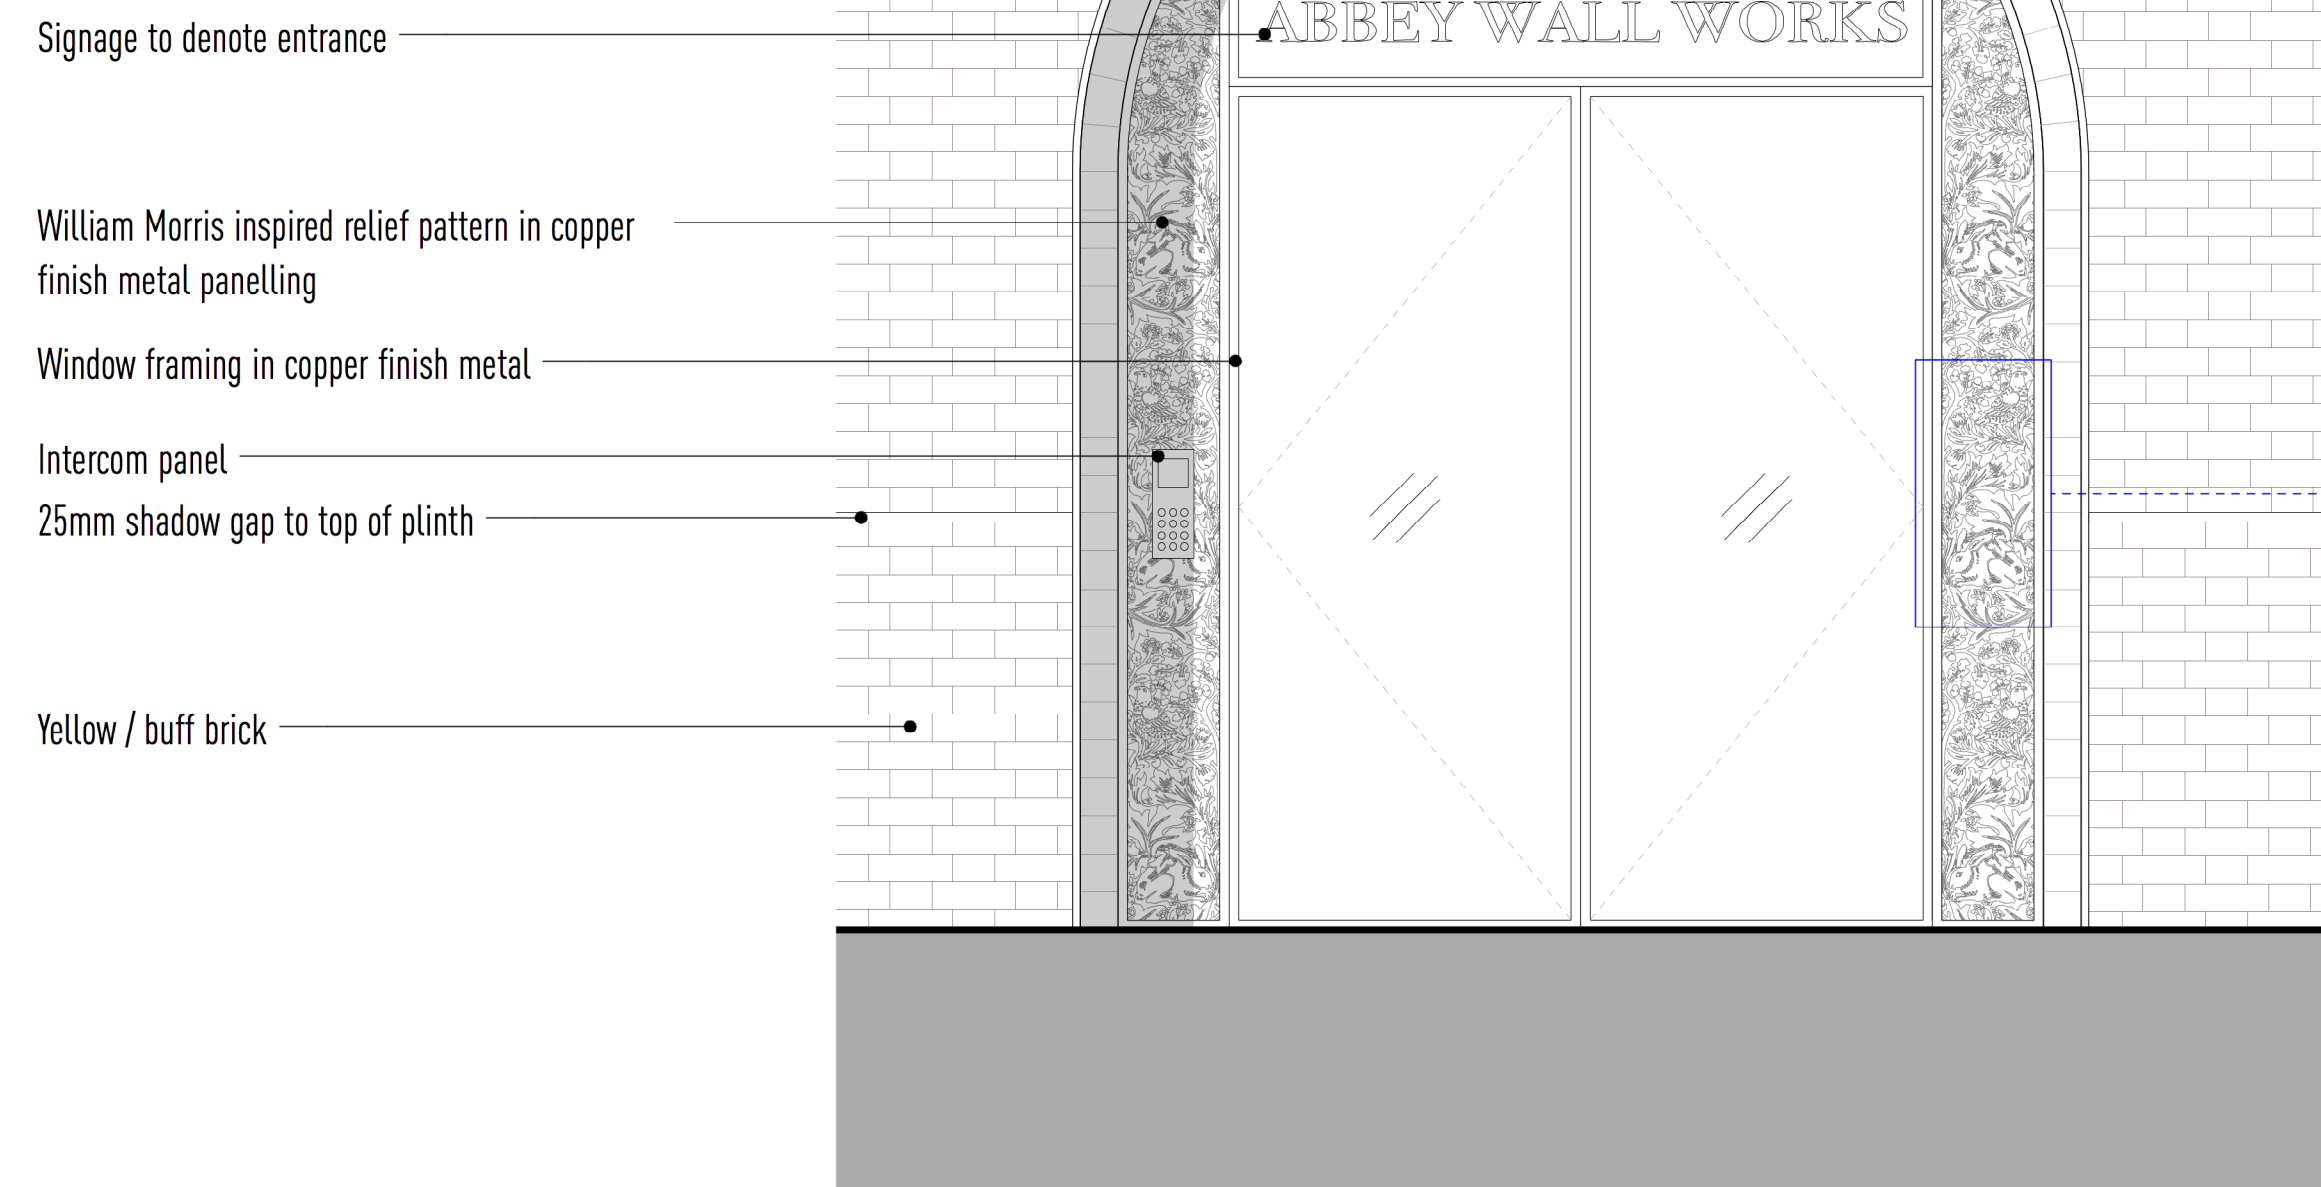 Signage to denote entrance
ABBEY WALL WORKS
William Morris inspired relief pattern in copper
finish metal panelling
Window framing in copper finish metal
Intercom panel
25mm shadow gap to top of plinth
Yellow / buff brick